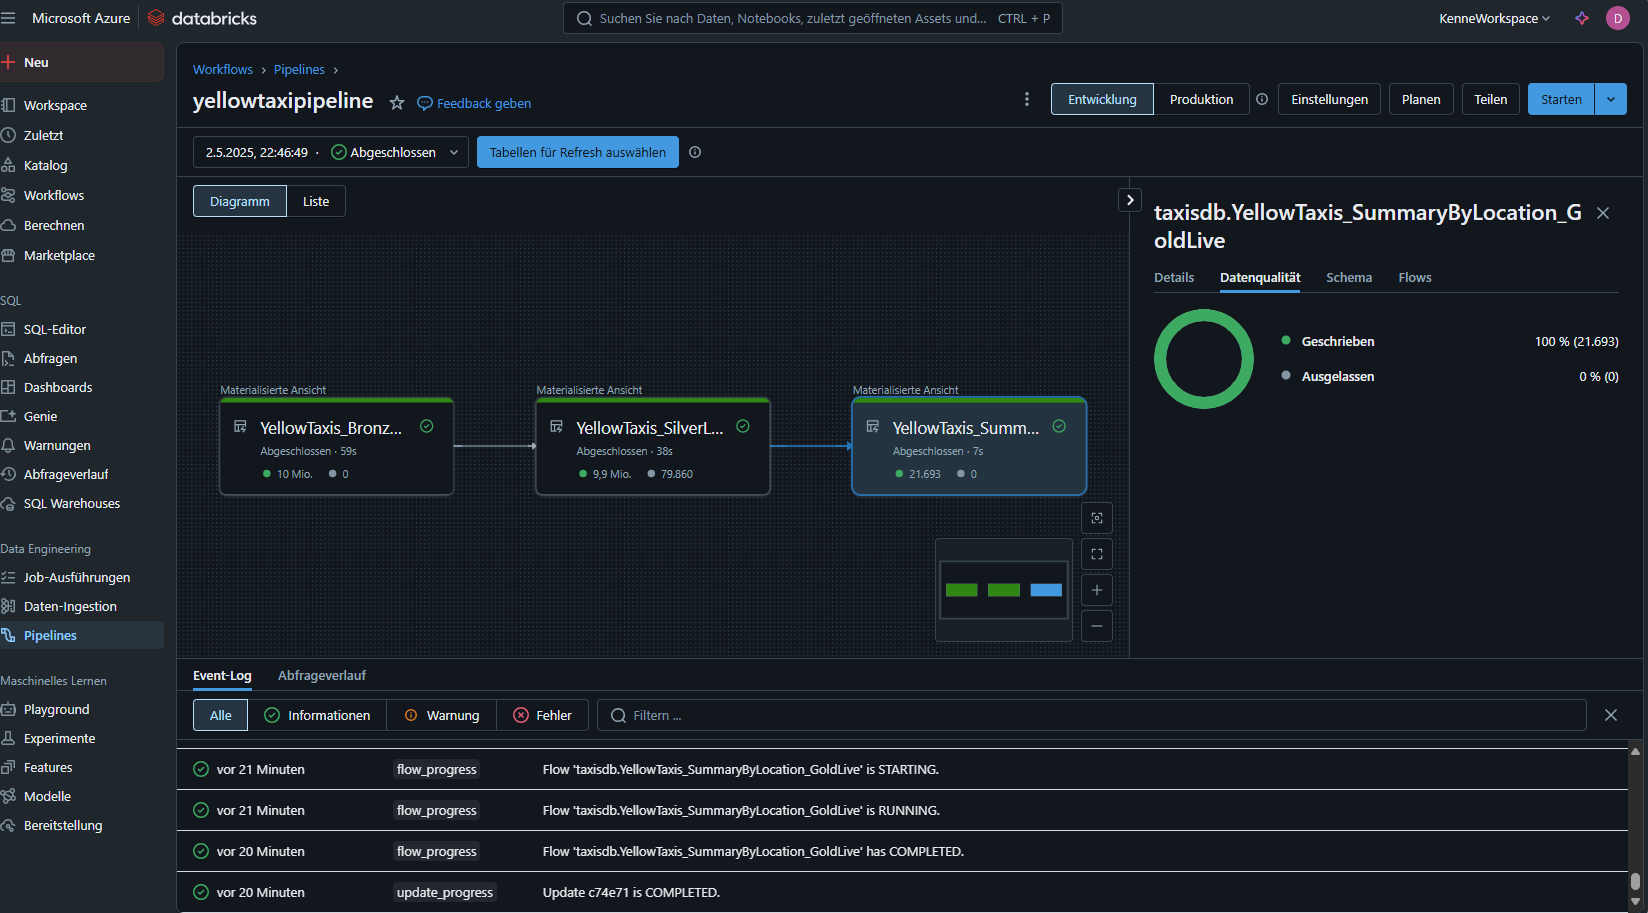 Microsoft Azure
databricks
Suchen Sie nach Daten, Notebooks, zuletzt geöffneten Assets und... CTRL + P
KenneWorkspace
D
Neu
Workspace
Zuletzt
Katalog
Workflows
Berechnen
Marketplace
SQL
SQL-Editor
Abfragen
Dashboards
Genie
Warnungen
Abfrageverlauf
SQL Warehouses
Data Engineering
Job-Ausführungen
Daten-Ingestion
Pipelines
Maschinelles Lernen
Playground
Experimente
Features
Modelle
Bereitstellung
Workflows › Pipelines ›
yellowtaxipipeline
Feedback geben
Entwicklung
Produktion
Einstellungen
Planen
Teilen
Starten
2.5.2025, 22:46:49 · Abgeschlossen
Tabellen für Refresh auswählen
Diagramm
Liste
Materialisierte Ansicht
YellowTaxis_Bronz...
Abgeschlossen · 59s
10 Mio. 0
Materialisierte Ansicht
YellowTaxis_SilverL...
Abgeschlossen · 38s
9,9 Mio. 79.860
Materialisierte Ansicht
YellowTaxis_Summ...
Abgeschlossen · 7s
21.693 0
taxisdb.YellowTaxis_SummaryByLocation_G
oldLive
Details
Datenqualität
Schema
Flows
Geschrieben 100 % (21.693)
Ausgelassen 0 % (0)
Event-Log
Abfrageverlauf
Alle
Informationen
Warnung
Fehler
Filtern ...
vor 21 Minuten flow_progress Flow 'taxisdb.YellowTaxis_SummaryByLocation_GoldLive' is STARTING.
vor 21 Minuten flow_progress Flow 'taxisdb.YellowTaxis_SummaryByLocation_GoldLive' is RUNNING.
vor 20 Minuten flow_progress Flow 'taxisdb.YellowTaxis_SummaryByLocation_GoldLive' has COMPLETED.
vor 20 Minuten update_progress Update c74e71 is COMPLETED.